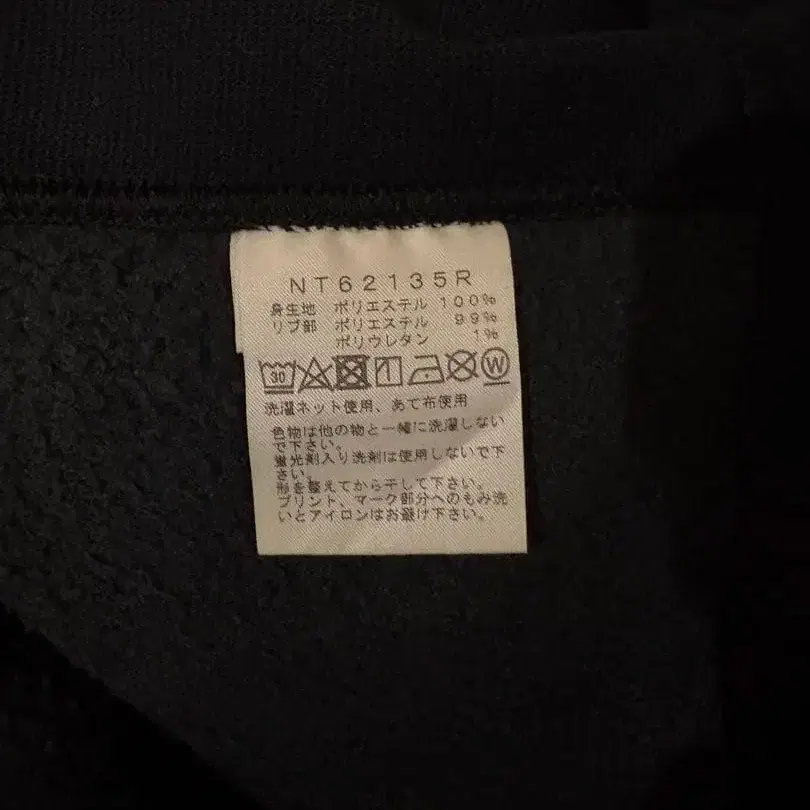 NT62135R
身生地 ポリエステル 100%
リブ部 ポリエステル 99%
ポリウレタン 1%
30 W
洗濯ネット使用、あて布使用
色物は他の物と一緒に洗濯しない
で下さい。
蛍光剤入り洗剤は使用しないで下
さい。
形を整えてから干して下さい。
プリント、マーク部分へのもみ洗
いとアイロンはお避け下さい。